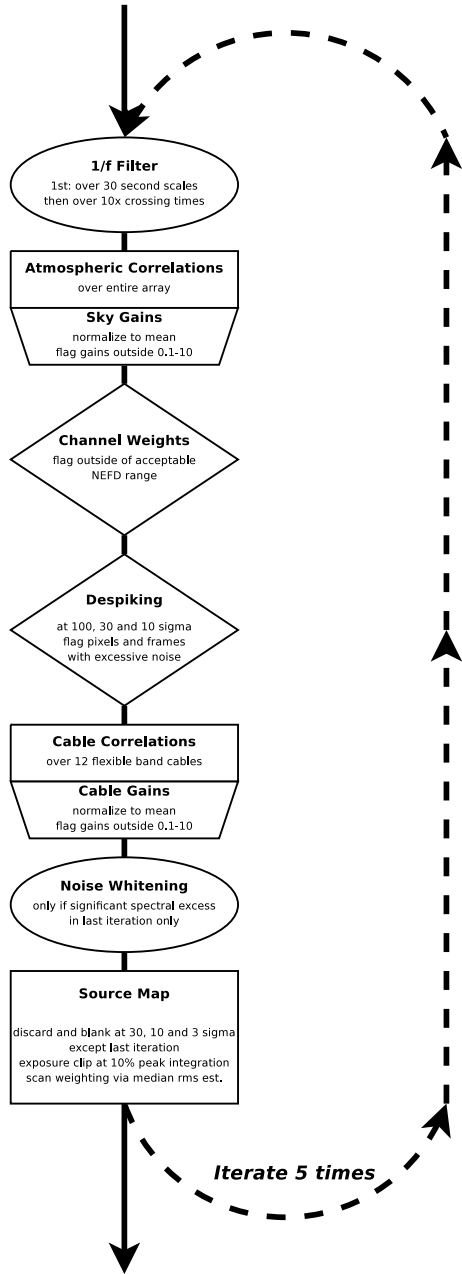 1/f Filter
1st: over 30 second scales
then over 10x crossing times
Atmospheric Correlations
over entire array
Sky Gains
normalize to mean
flag gains outside 0.1-10
Channel Weights
flag outside of acceptable
NEFD range
Despiking
at 100, 30 and 10 sigma
flag pixels and frames
with excessive noise
Cable Correlations
over 12 flexible band cables
Cable Gains
normalize to mean
flag gains outside 0.1-10
Noise Whitening
only if significant spectral excess
in last iteration only
Source Map
discard and blank at 30, 10 and 3 sigma
except last iteration
exposure clip at 10% peak integration
scan weighting via median rms est.
Iterate 5 times